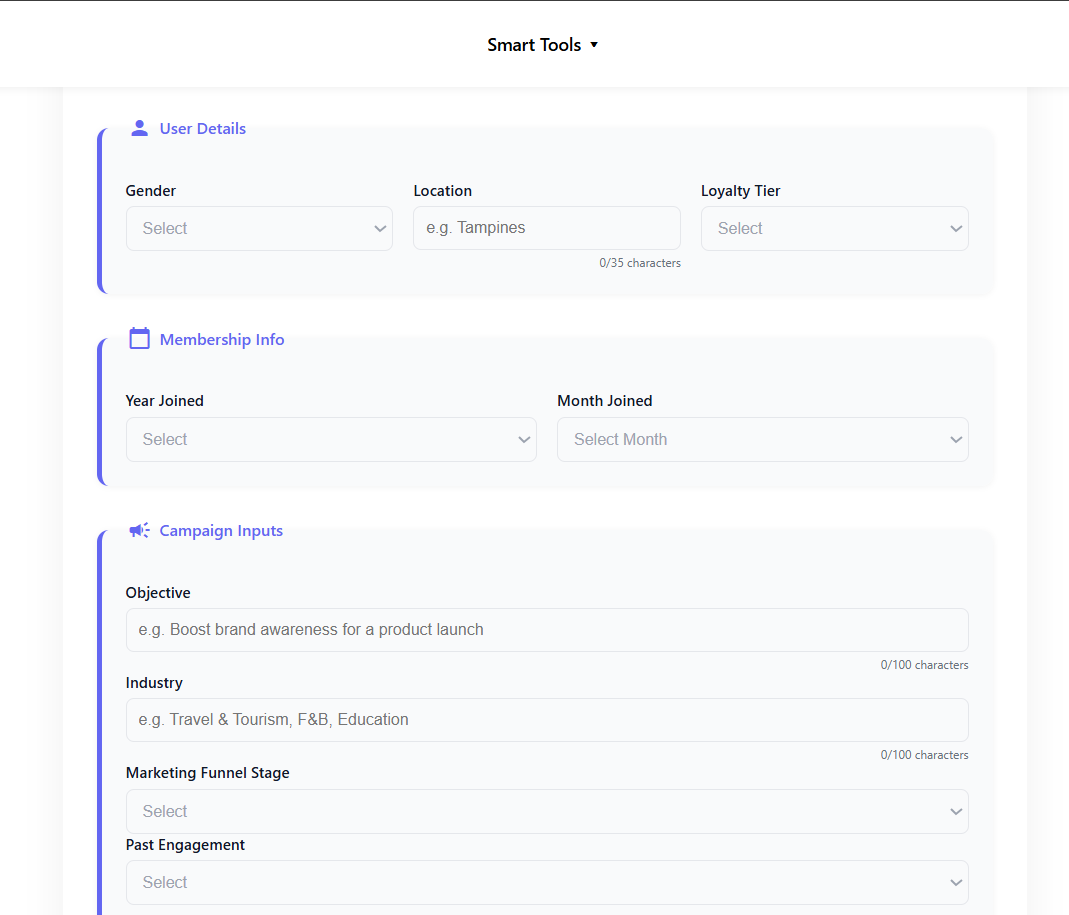 Smart Tools
User Details
Gender Location Loyalty Tier
Select e.g. Tampines Select
0/35 characters
Membership Info
Year Joined Month Joined
Select Select Month
Campaign Inputs
Objective
e.g. Boost brand awareness for a product launch
0/100 characters
Industry
e.g. Travel & Tourism, F&B, Education
0/100 characters
Marketing Funnel Stage
Select
Past Engagement
Select